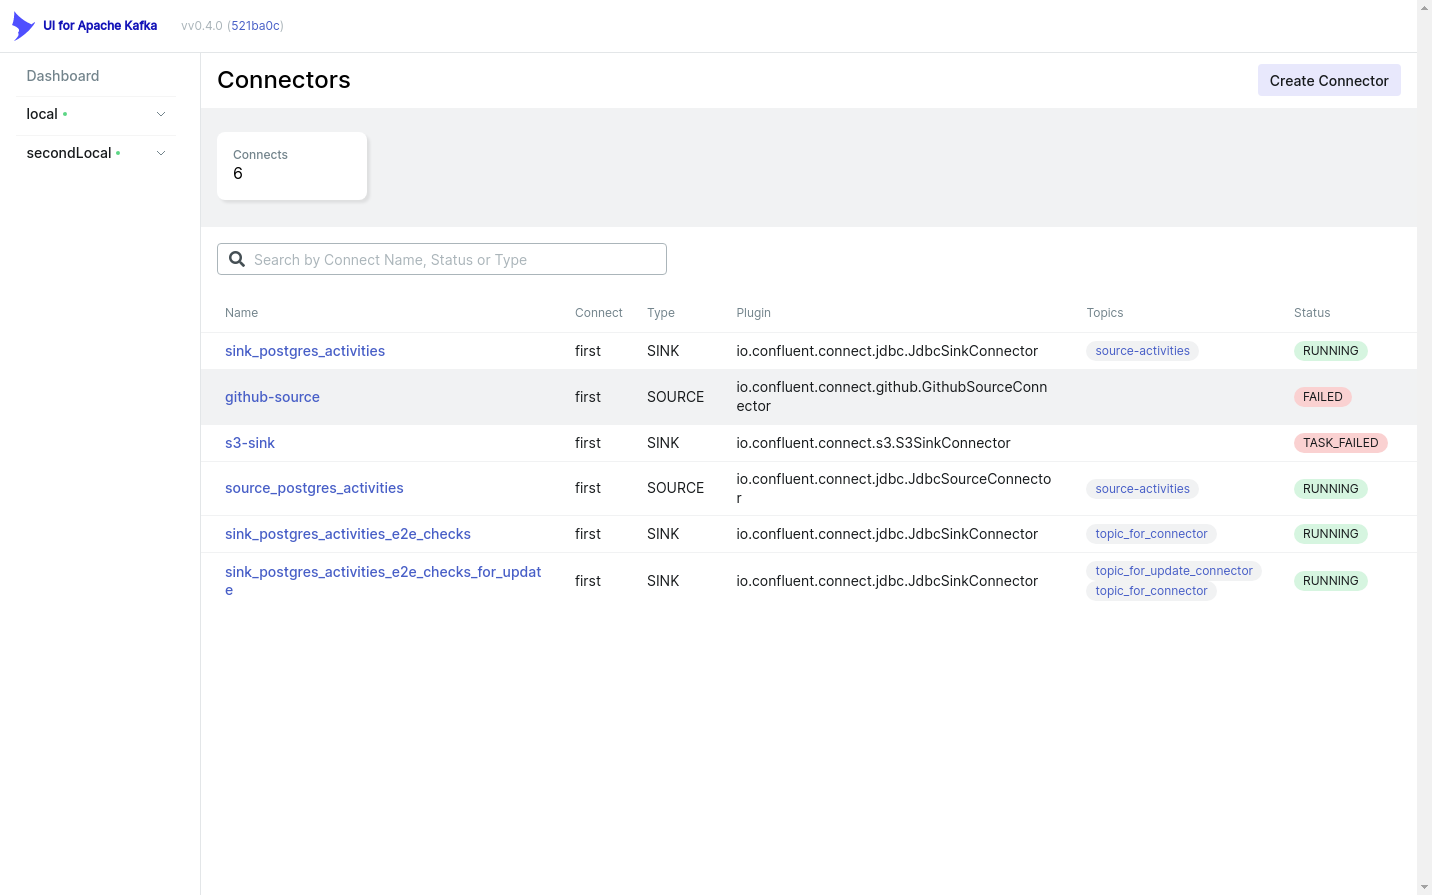 UI for Apache Kafka vv0.4.0 (521ba0c)
Dashboard
local
secondLocal
Connectors
Create Connector
Connects
6
Search by Connect Name, Status or Type
Name Connect Type Plugin Topics Status
sink_postgres_activities first SINK io.confluent.connect.jdbc.JdbcSinkConnector source-activities RUNNING
github-source first SOURCE io.confluent.connect.github.GithubSourceConn
ector FAILED
s3-sink first SINK io.confluent.connect.s3.S3SinkConnector TASK_FAILED
source_postgres_activities first SOURCE io.confluent.connect.jdbc.JdbcSourceConnecto
r source-activities RUNNING
sink_postgres_activities_e2e_checks first SINK io.confluent.connect.jdbc.JdbcSinkConnector topic_for_connector RUNNING
sink_postgres_activities_e2e_checks_for_updat
e first SINK io.confluent.connect.jdbc.JdbcSinkConnector topic_for_update_connector
topic_for_connector RUNNING